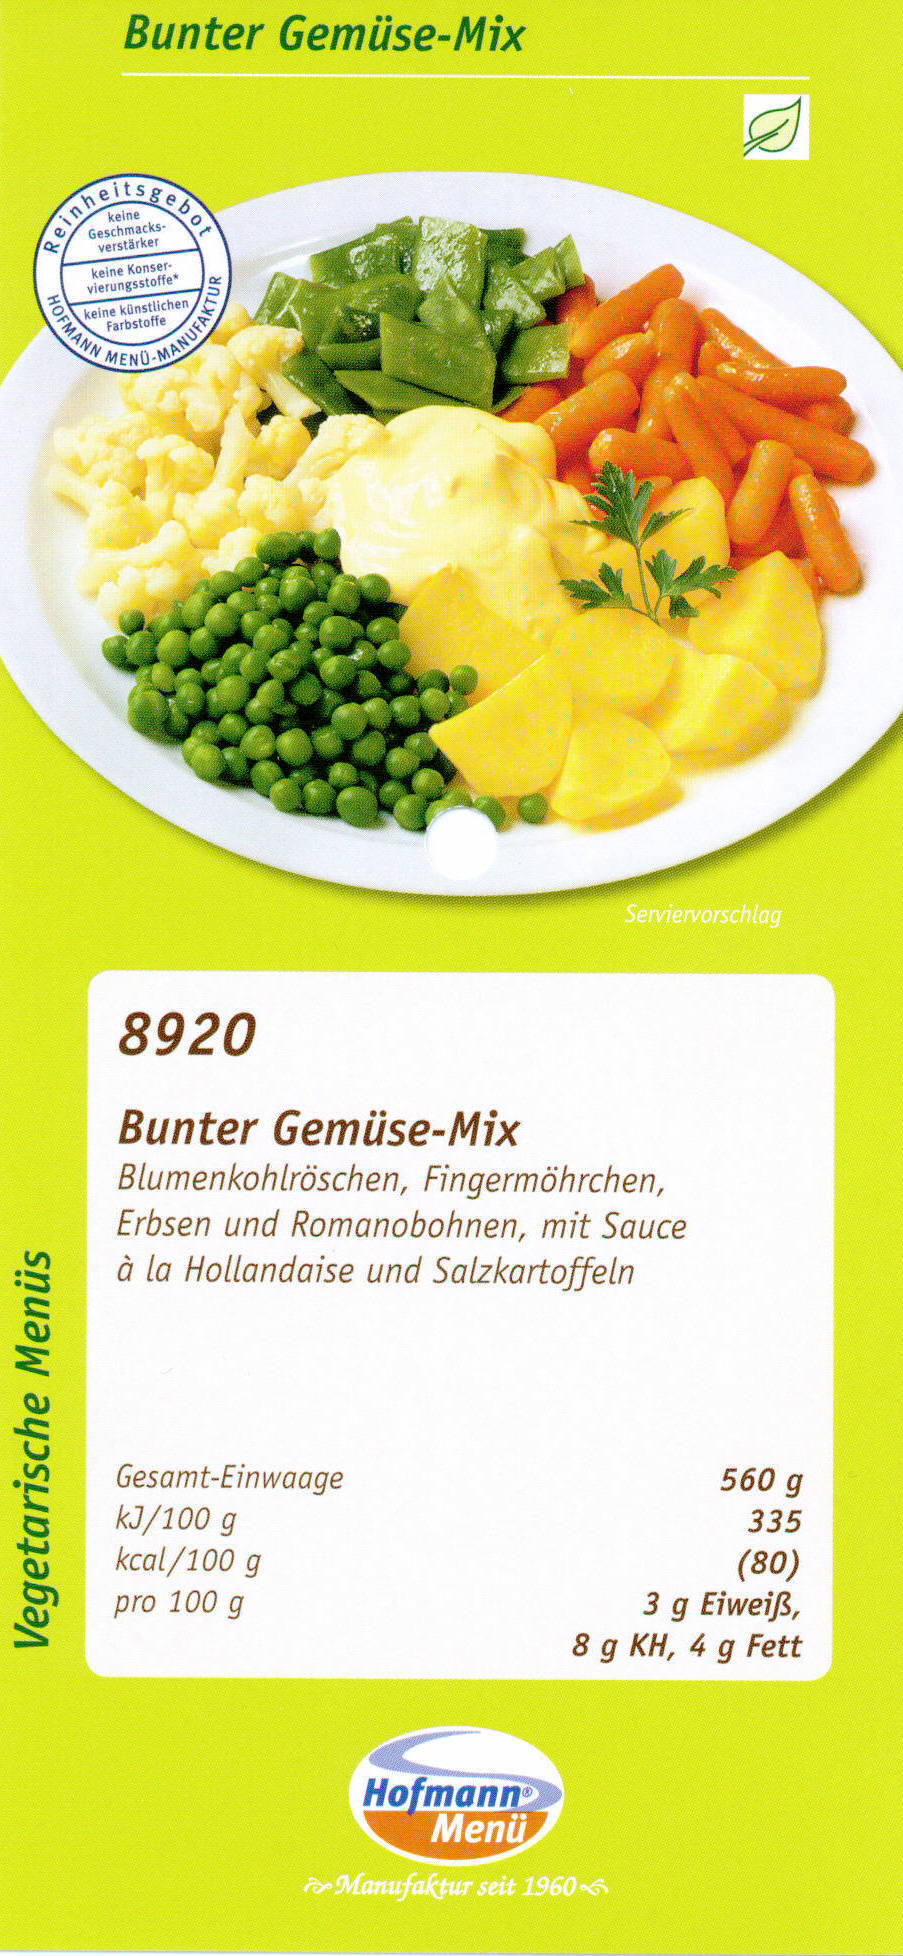 Bunter Gemüse-Mix
Reinheitsgebot
keine
Geschmacks-
verstärker
keine Konser-
vierungsstoffe*
keine künstlichen
Farbstoffe
HOFMANN MENÜ-MANUFAKTUR
Serviervorschlag
8920
Bunter Gemüse-Mix
Blumenkohlröschen, Fingermöhrchen,
Erbsen und Romanobohnen, mit Sauce
à la Hollandaise und Salzkartoffeln
Vegetarische Menüs
Gesamt-Einwaage 560 g
kJ/100 g 335
kcal/100 g (80)
pro 100 g 3 g Eiweiß,
8 g KH, 4 g Fett
Hofmann®
Menü
Manufaktur seit 1960